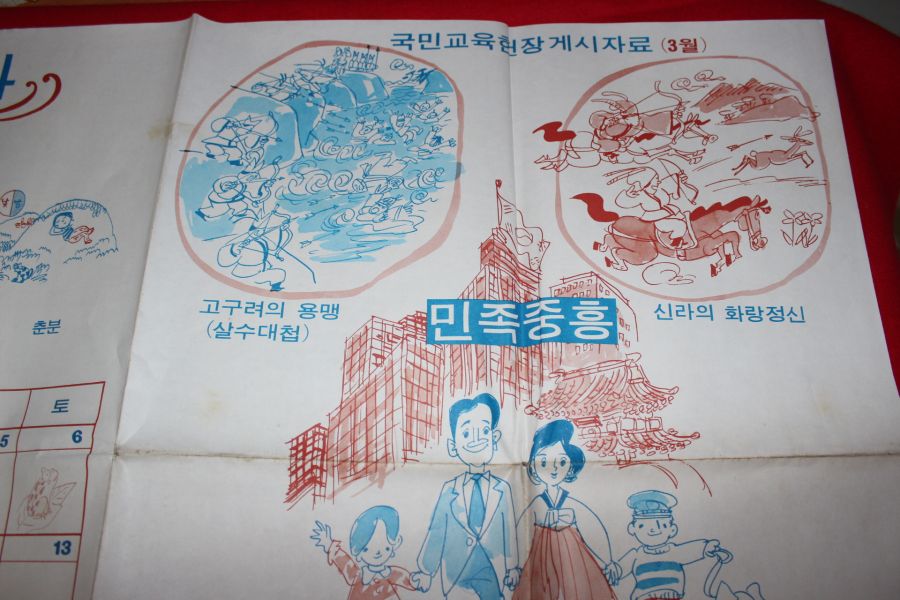 국민교육헌장게시자료 (3월)
고구려의 용맹
(살수대첩)
신라의 화랑정신
민족중흥
춘분
토
5 6
13